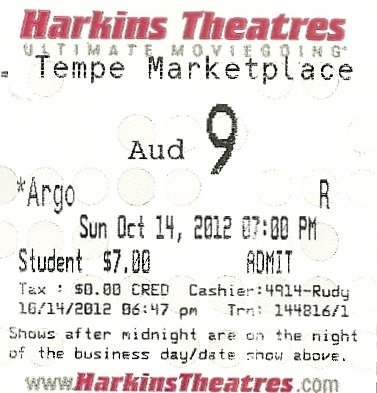 Harkins Theatres
ULTIMATE MOVIEGOING®
Tempe Marketplace
Aud 9
*Argo R
Sun Oct 14, 2012 07:00 PM
Student $7.00 ADMIT
Tax : $0.00 CRED Cashier:4914-Rudy
10/14/2012 06:47 pm Trn: 144816/1
Shows after midnight are on the night
of the business day/date show above.
www.HarkinsTheatres.com